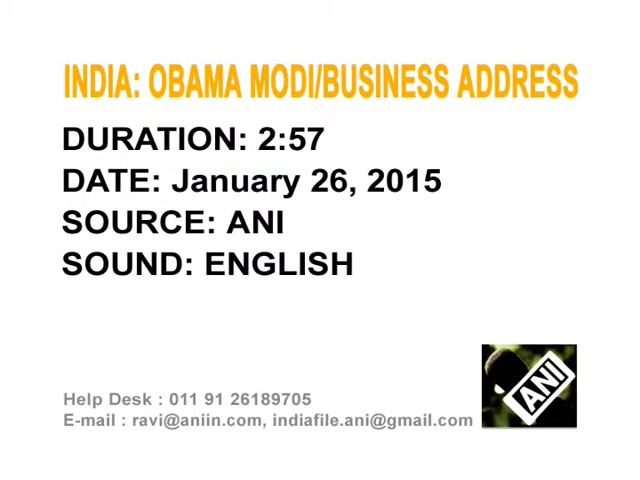 INDIA: OBAMA MODI/BUSINESS ADDRESS
DURATION: 2:57
DATE: January 26, 2015
SOURCE: ANI
SOUND: ENGLISH
Help Desk : 011 91 26189705
E-mail : ravi@aniin.com, indiafile.ani@gmail.com
ANI